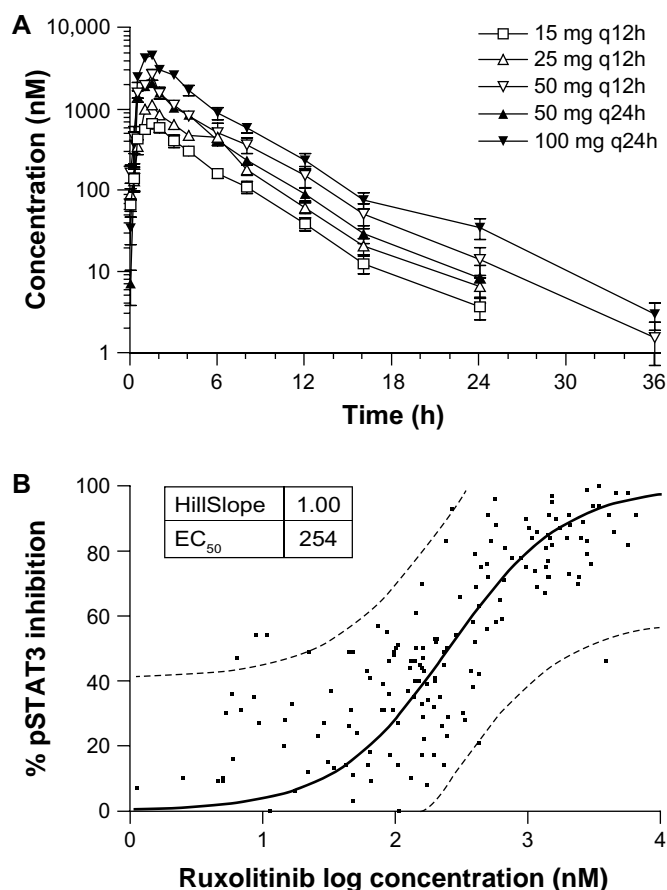 A
10,000
1000
100
10
1
Concentration (nM)
0 6 12 18 24 30 36
Time (h)
15 mg q12h
25 mg q12h
50 mg q12h
50 mg q24h
100 mg q24h
B
100
80
60
40
20
0
% pSTAT3 inhibition
HillSlope 1.00
EC50 254
0 1 2 3 4
Ruxolitinib log concentration (nM)